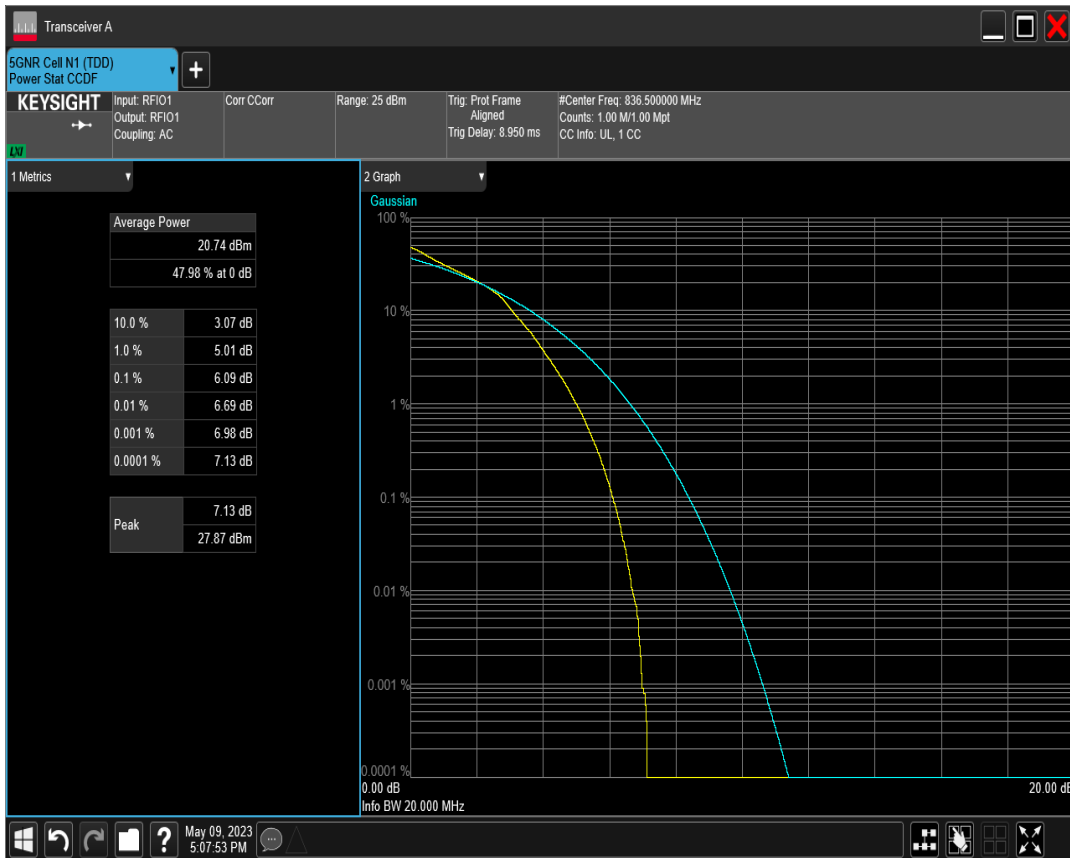 Transceiver A
5GNR Cell N1 (TDD)
Power Stat CCDF
+
KEYSIGHT
LXI
Input: RFIO1
Output: RFIO1
Coupling: AC
Corr CCorr
Range: 25 dBm
Trig: Prot Frame
Aligned
Trig Delay: 8.950 ms
#Center Freq: 836.500000 MHz
Counts: 1.00 M/1.00 Mpt
CC Info: UL, 1 CC
1 Metrics
Average Power
20.74 dBm
47.98 % at 0 dB
10.0 % 3.07 dB
1.0 % 5.01 dB
0.1 % 6.09 dB
0.01 % 6.69 dB
0.001 % 6.98 dB
0.0001 % 7.13 dB
Peak
7.13 dB
27.87 dBm
2 Graph
Gaussian
100 %
10 %
1 %
0.1 %
0.01 %
0.001 %
0.0001 %
0.00 dB 20.00 dB
Info BW 20.000 MHz
?
May 09, 2023
5:07:53 PM